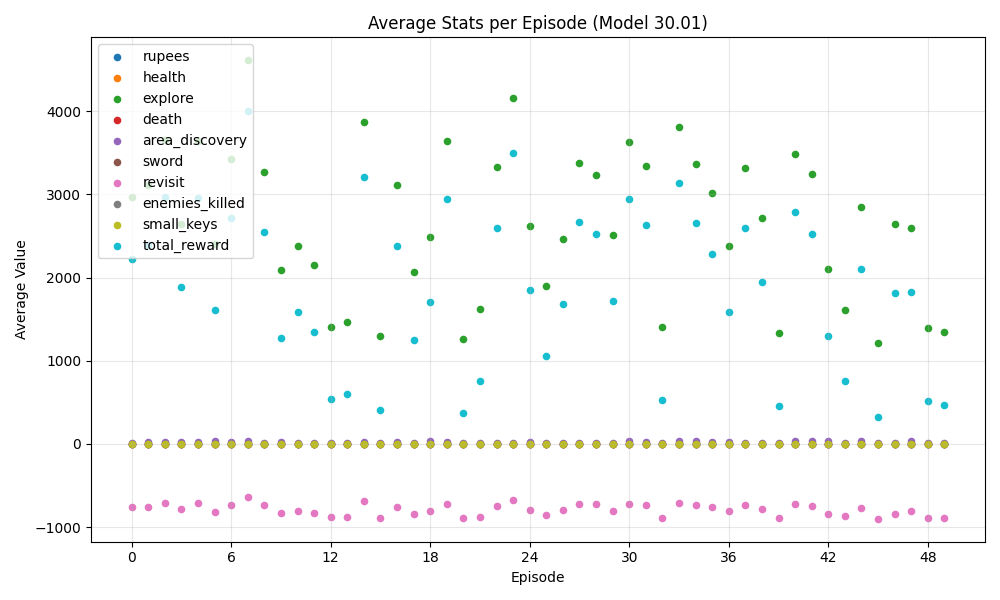 Average Stats per Episode (Model 30.01)
rupees
health
explore
death
area_discovery
sword
revisit
enemies_killed
small_keys
total_reward
4000
3000
2000
1000
0
−1000
Average Value
0 6 12 18 24 30 36 42 48
Episode